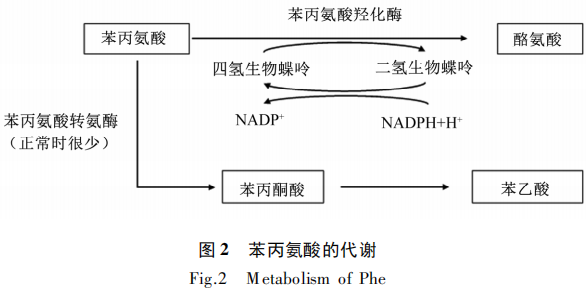 苯丙氨酸羟化酶
苯丙氨酸
酪氨酸
四氢生物蝶呤
二氢生物蝶呤
苯丙氨酸转氨酶
（正常时很少）
NADP⁺
NADPH+H⁺
苯丙酮酸
苯乙酸
图2 苯丙氨酸的代谢
Fig.2 Metabolism of Phe